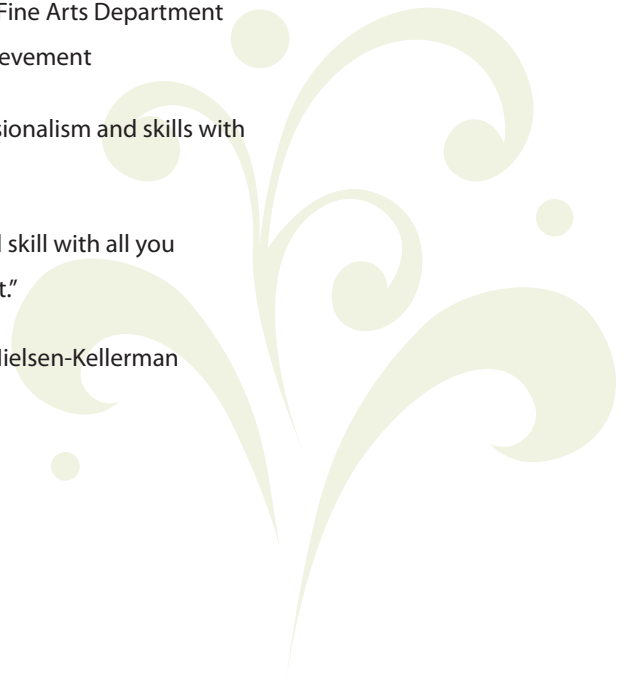 Fine Arts Department
evement
sionalism and skills with
skill with all you
t.”
Nielsen-Kellerman